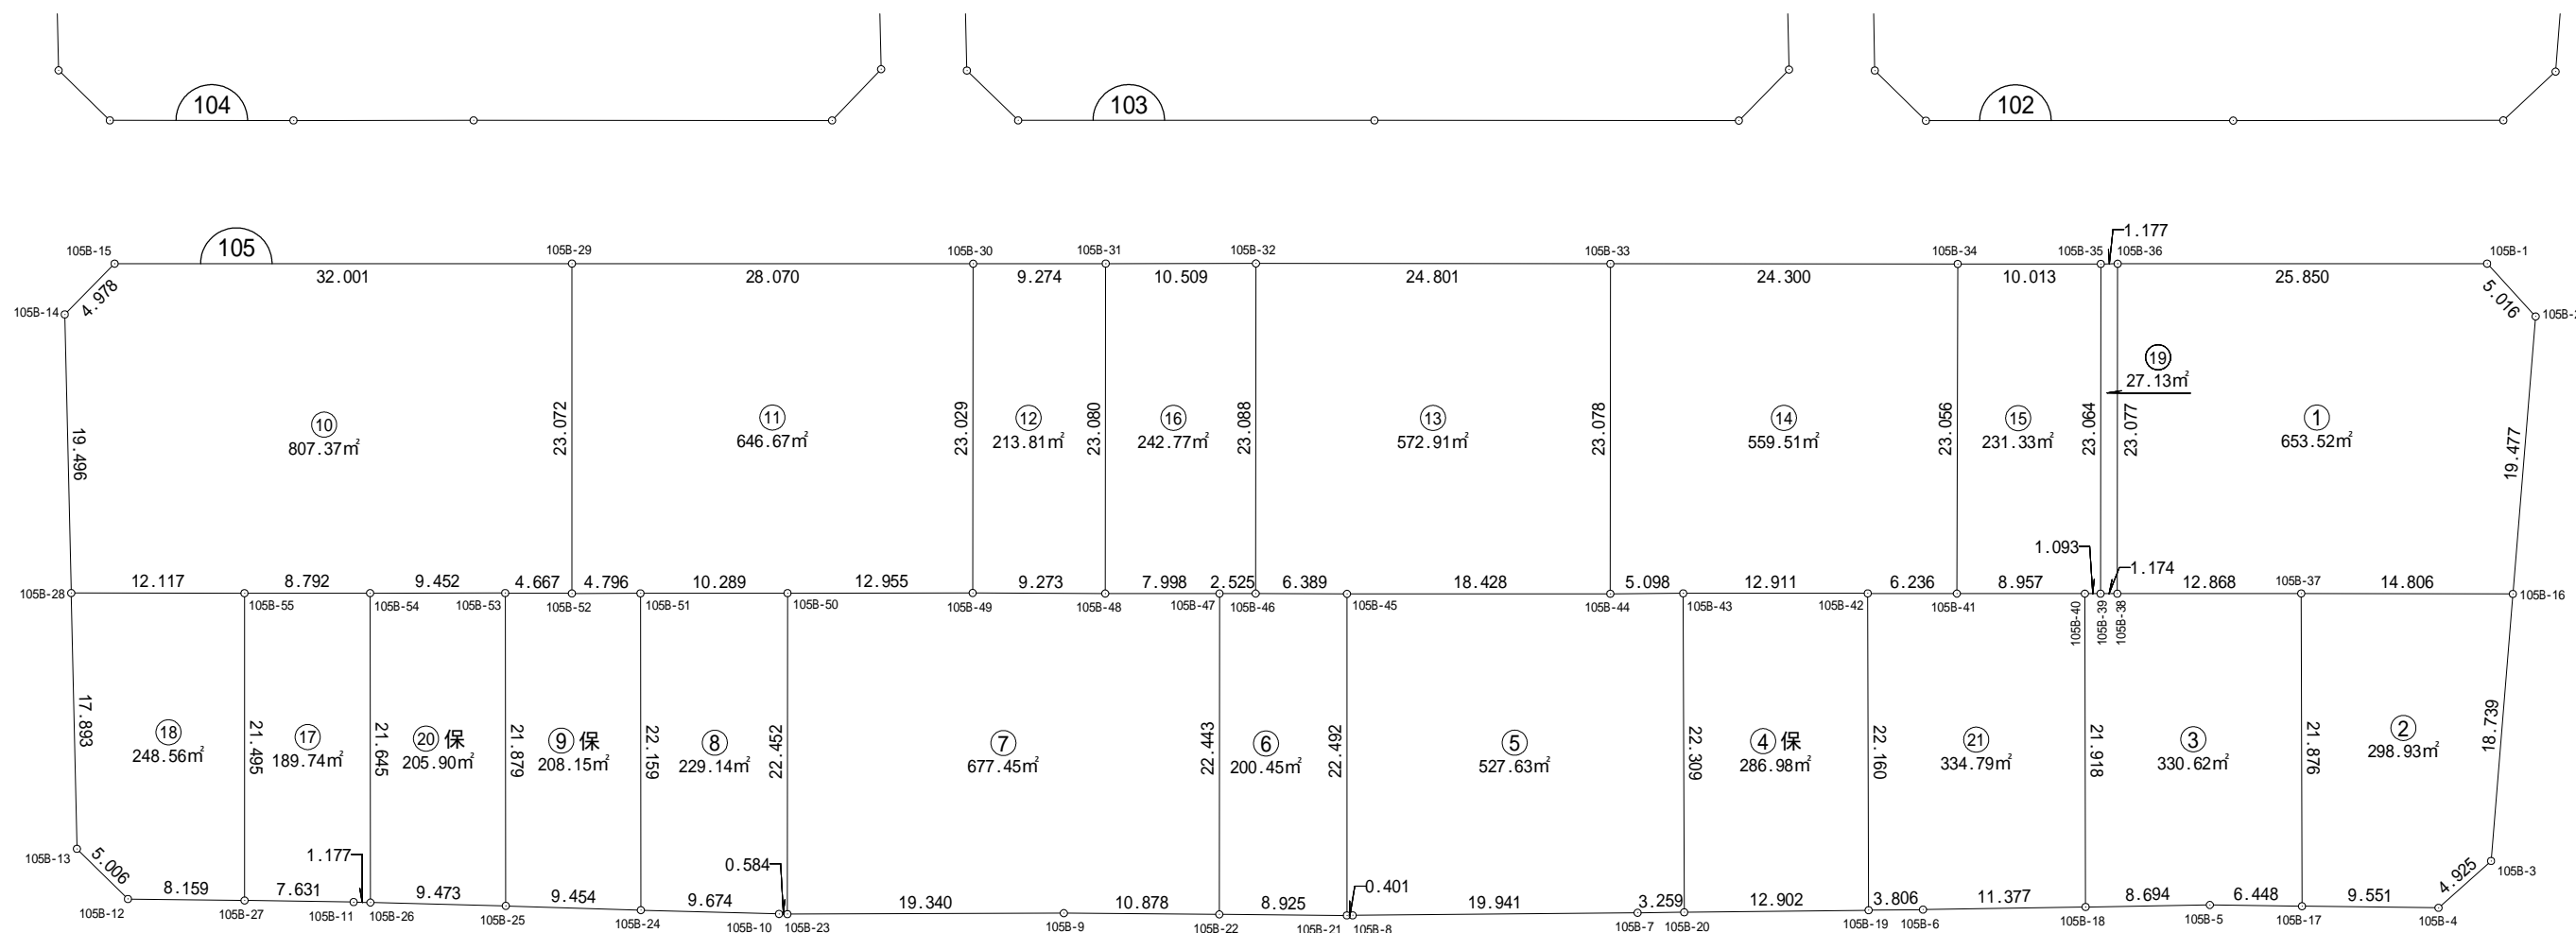 104
103
102
105B-15
105
105B-29
105B-30
105B-31
105B-32
105B-33
105B-34
105B-35
105B-36
1.177
105B-1
32.001
28.070
9.274
10.509
24.801
24.300
10.013
25.850
4.978
5.016
105B-14
105B-2
19.496
⑩
807.37㎡
23.072
⑪
646.67㎡
23.029
⑫
213.81㎡
23.080
⑯
242.77㎡
23.088
⑬
572.91㎡
23.078
⑭
559.51㎡
23.056
⑮
231.33㎡
23.064
23.077
⑲
27.13㎡
①
653.52㎡
19.477
1.093
1.174
12.117
8.792
9.452
4.667
4.796
10.289
12.955
9.273
7.998
2.525
6.389
18.428
5.098
12.911
6.236
8.957
12.868
105B-37
14.806
105B-28
105B-55
105B-54
105B-53
105B-52
105B-51
105B-50
105B-49
105B-48
105B-47
105B-46
105B-45
105B-44
105B-43
105B-42
105B-41
105B-40
105B-39
105B-38
105B-16
17.893
⑱
248.56㎡
21.495
⑰
189.74㎡
21.645
⑳保
205.90㎡
21.879
⑨保
208.15㎡
22.159
⑧
229.14㎡
22.452
⑦
677.45㎡
22.443
⑥
200.45㎡
22.492
⑤
527.63㎡
22.309
④保
286.98㎡
22.160
㉑
334.79㎡
21.918
③
330.62㎡
21.876
②
298.93㎡
18.739
105B-13
5.006
1.177
0.584
0.401
4.925
105B-3
8.159
7.631
9.473
9.454
9.674
19.340
10.878
8.925
19.941
3.259
12.902
3.806
11.377
8.694
6.448
9.551
105B-12
105B-27
105B-11
105B-26
105B-25
105B-24
105B-10
105B-23
105B-9
105B-22
105B-21
105B-8
105B-7
105B-20
105B-19
105B-6
105B-18
105B-5
105B-17
105B-4